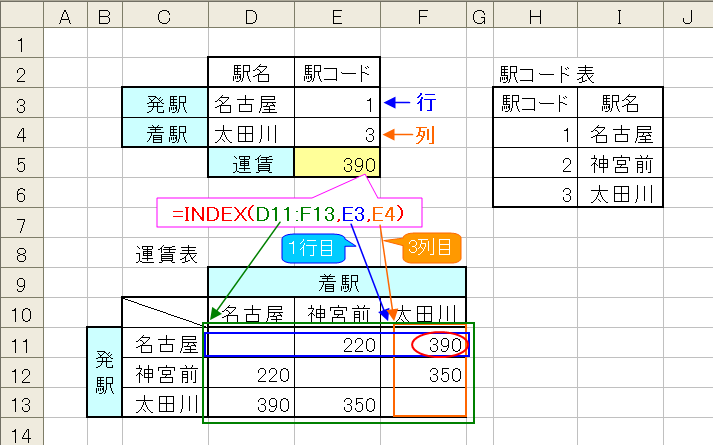 A B C D E F G H I J
1
2 駅名 駅コード 駅コード表
3 発駅 名古屋 1 行 駅コード 駅名
4 着駅 太田川 3 列 1 名古屋
5 運賃 390 2 神宮前
6 3 太田川
7 =INDEX(D11:F13,E3,E4)
8 運賃表 1行目 3列目
9 着駅
10 名古屋 神宮前 太田川
11 発駅 名古屋 220 390
12 神宮前 220 350
13 太田川 390 350
14